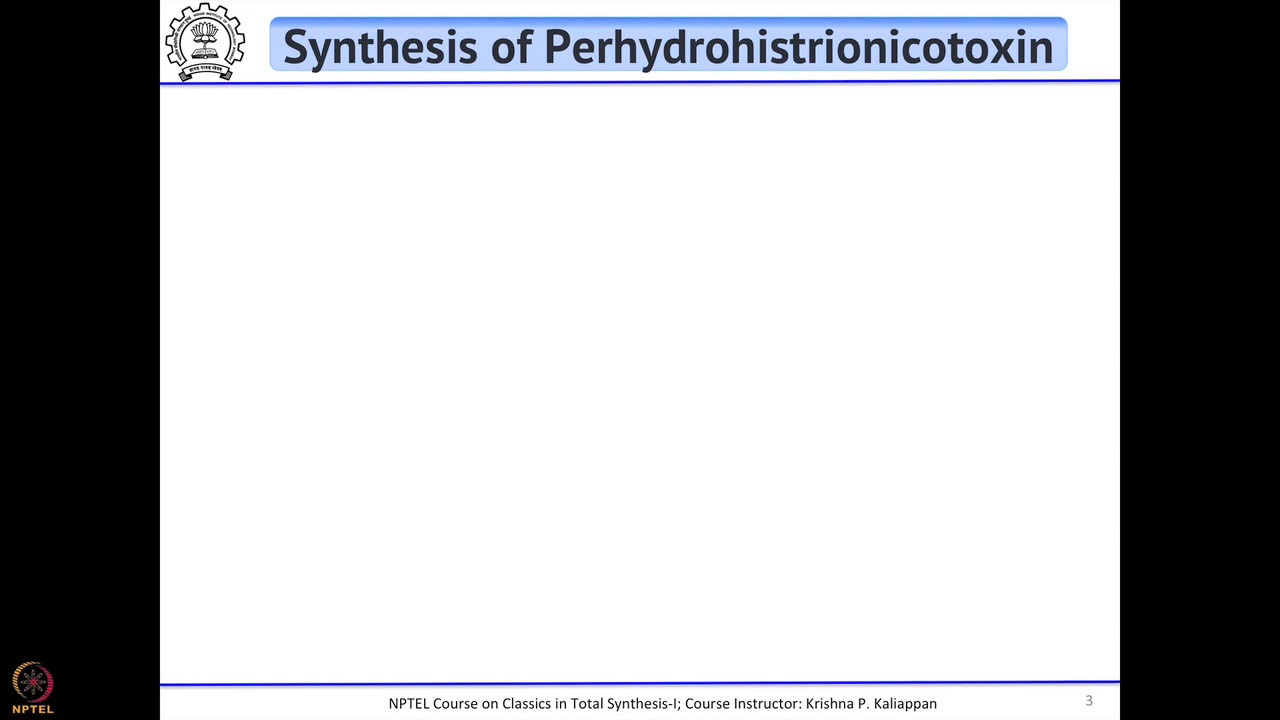 Synthesis of Perhydrohistrionicotoxin
NPTEL Course on Classics in Total Synthesis-I; Course Instructor: Krishna P. Kaliappan
3
NPTEL